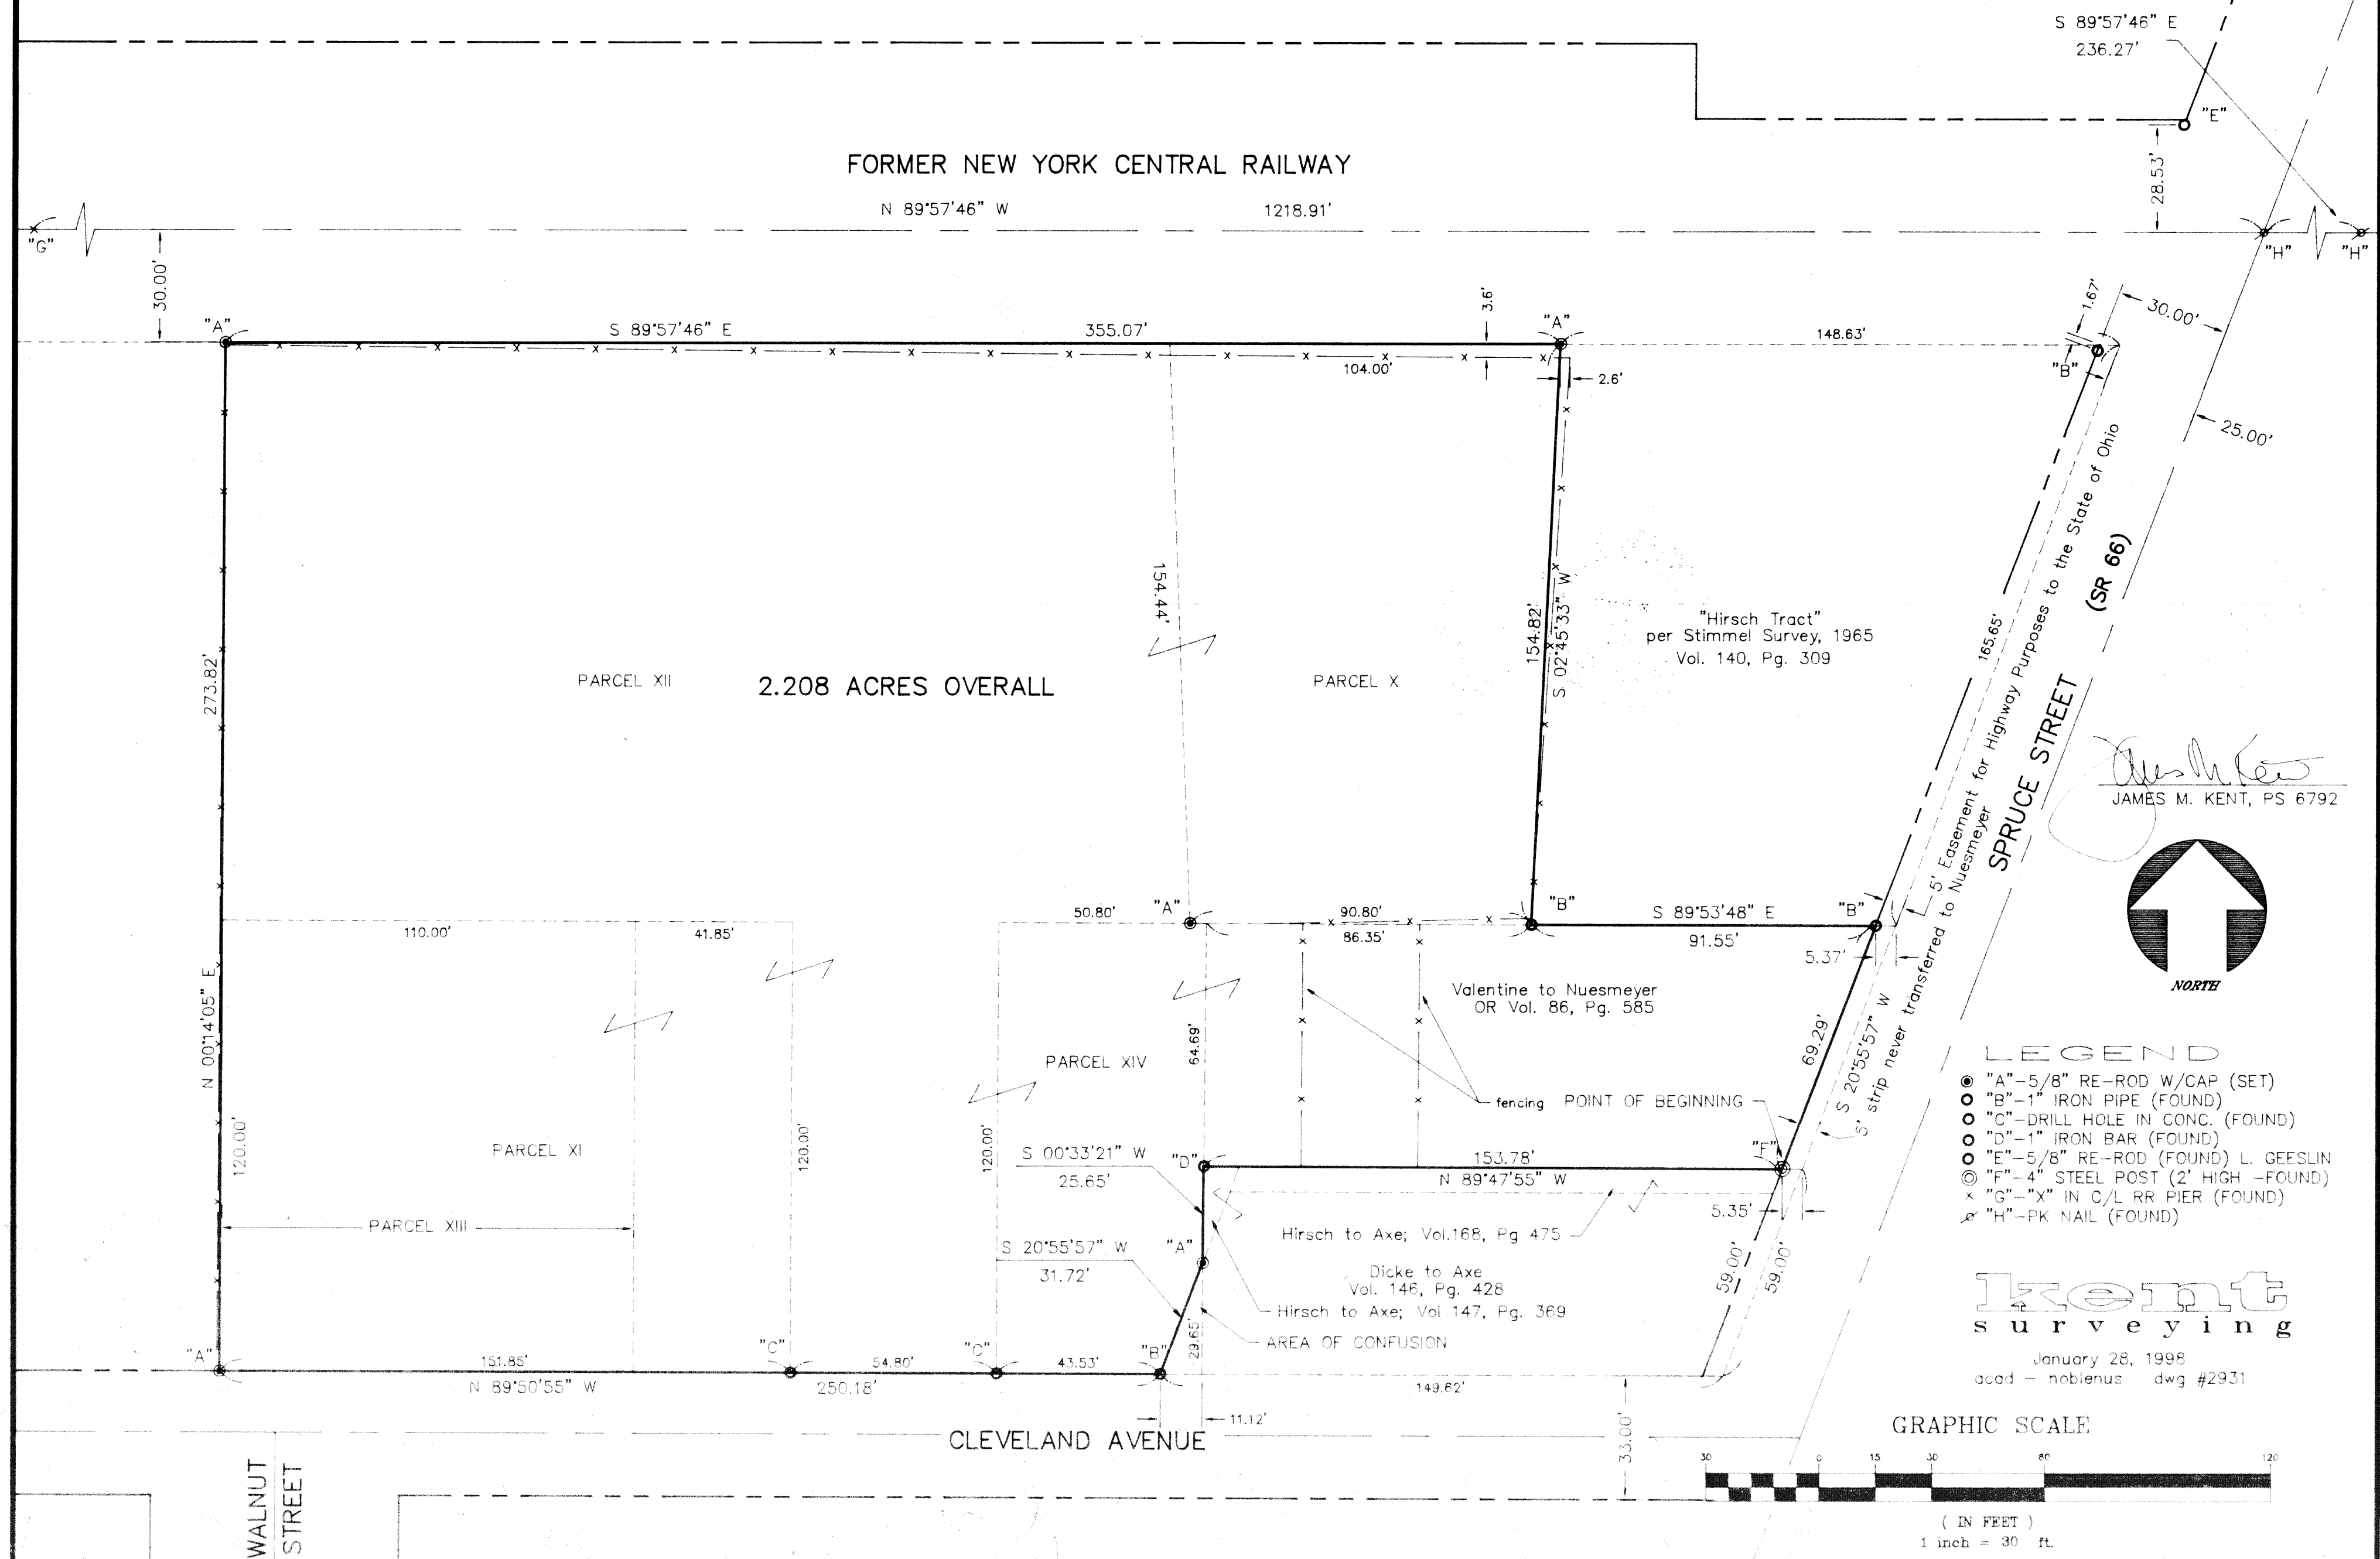 S 89°57'46" E
236.27'
"E"
28.53'
FORMER NEW YORK CENTRAL RAILWAY
N 89°57'46" W 1218.91'
"G"
"H"
"H"
30.00'
"A"
S 89°57'46" E 355.07'
3.6'
"A"
148.63'
1.67'
30.00'
104.00'
2.6'
"B"
25.00'
154.44'
154.82'
S 02°45'33" W
"Hirsch Tract"
per Stimmel Survey, 1965
Vol. 140, Pg. 309
165.65'
5' Easement for Highway Purposes to the State of Ohio
SPRUCE STREET (SR 66)
273.82'
N 00°14'05" E
PARCEL XII
2.208 ACRES OVERALL
PARCEL X
James M. Kent
JAMES M. KENT, PS 6792
NORTH
110.00'
41.85'
50.80'
"A"
90.80'
86.35'
"B"
S 89°53'48" E
91.55'
"B"
5.37'
Valentine to Nuesmeyer
OR Vol. 86, Pg. 585
69.29'
S 20°55'57" W
5' strip never transferred to Nuesmeyer
PARCEL XIV
64.69'
fencing
POINT OF BEGINNING
120.00'
PARCEL XI
120.00'
120.00'
S 00°33'21" W
25.65'
"D"
153.78'
N 89°47'55" W
"F"
5.35'
PARCEL XIII
S 20°55'57" W
31.72'
"A"
Hirsch to Axe; Vol.168, Pg 475
Dicke to Axe
Vol. 146, Pg. 428
Hirsch to Axe; Vol 147, Pg. 369
AREA OF CONFUSION
59.00'
59.00'
29.65'
"A"
151.85'
N 89°50'55" W
"C"
54.80'
250.18'
"C"
43.53'
"B"
149.62'
11.12'
33.00'
CLEVELAND AVENUE
WALNUT
STREET
LEGEND
"A"-5/8" RE-ROD W/CAP (SET)
"B"-1" IRON PIPE (FOUND)
"C"-DRILL HOLE IN CONC. (FOUND)
"D"-1" IRON BAR (FOUND)
"E"-5/8" RE-ROD (FOUND) L. GEESLIN
"F"-4" STEEL POST (2' HIGH -FOUND)
"G"-"X" IN C/L RR PIER (FOUND)
"H"-PK NAIL (FOUND)
kent
surveying
January 28, 1998
acad - noblenus dwg #2931
GRAPHIC SCALE
30 0 15 30 60 120
( IN FEET )
1 inch = 30 ft.